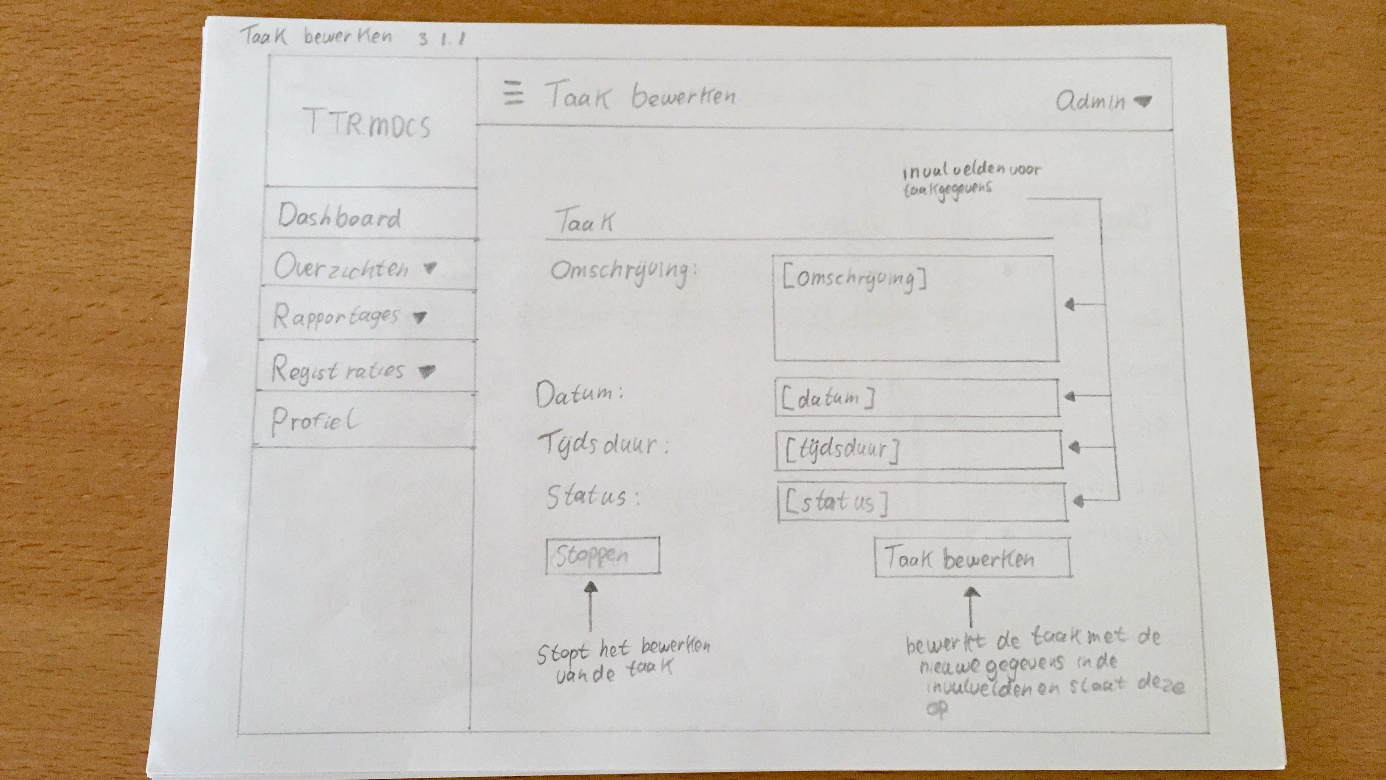 Taak bewerken 3.1.1
TTRMDCS
Taak bewerken
Admin
Dashboard
Overzichten
Rapportages
Registraties
Profiel
invulvelden voor
taakgegevens
Taak
Omschrijving:
[omschrijving]
Datum:
[datum]
Tijdsduur:
[tijdsduur]
Status:
[status]
Stoppen
Taak bewerken
Stopt het bewerken
van de taak
bewerkt de taak met de
nieuwe gegevens in de
invulvelden en slaat deze
op